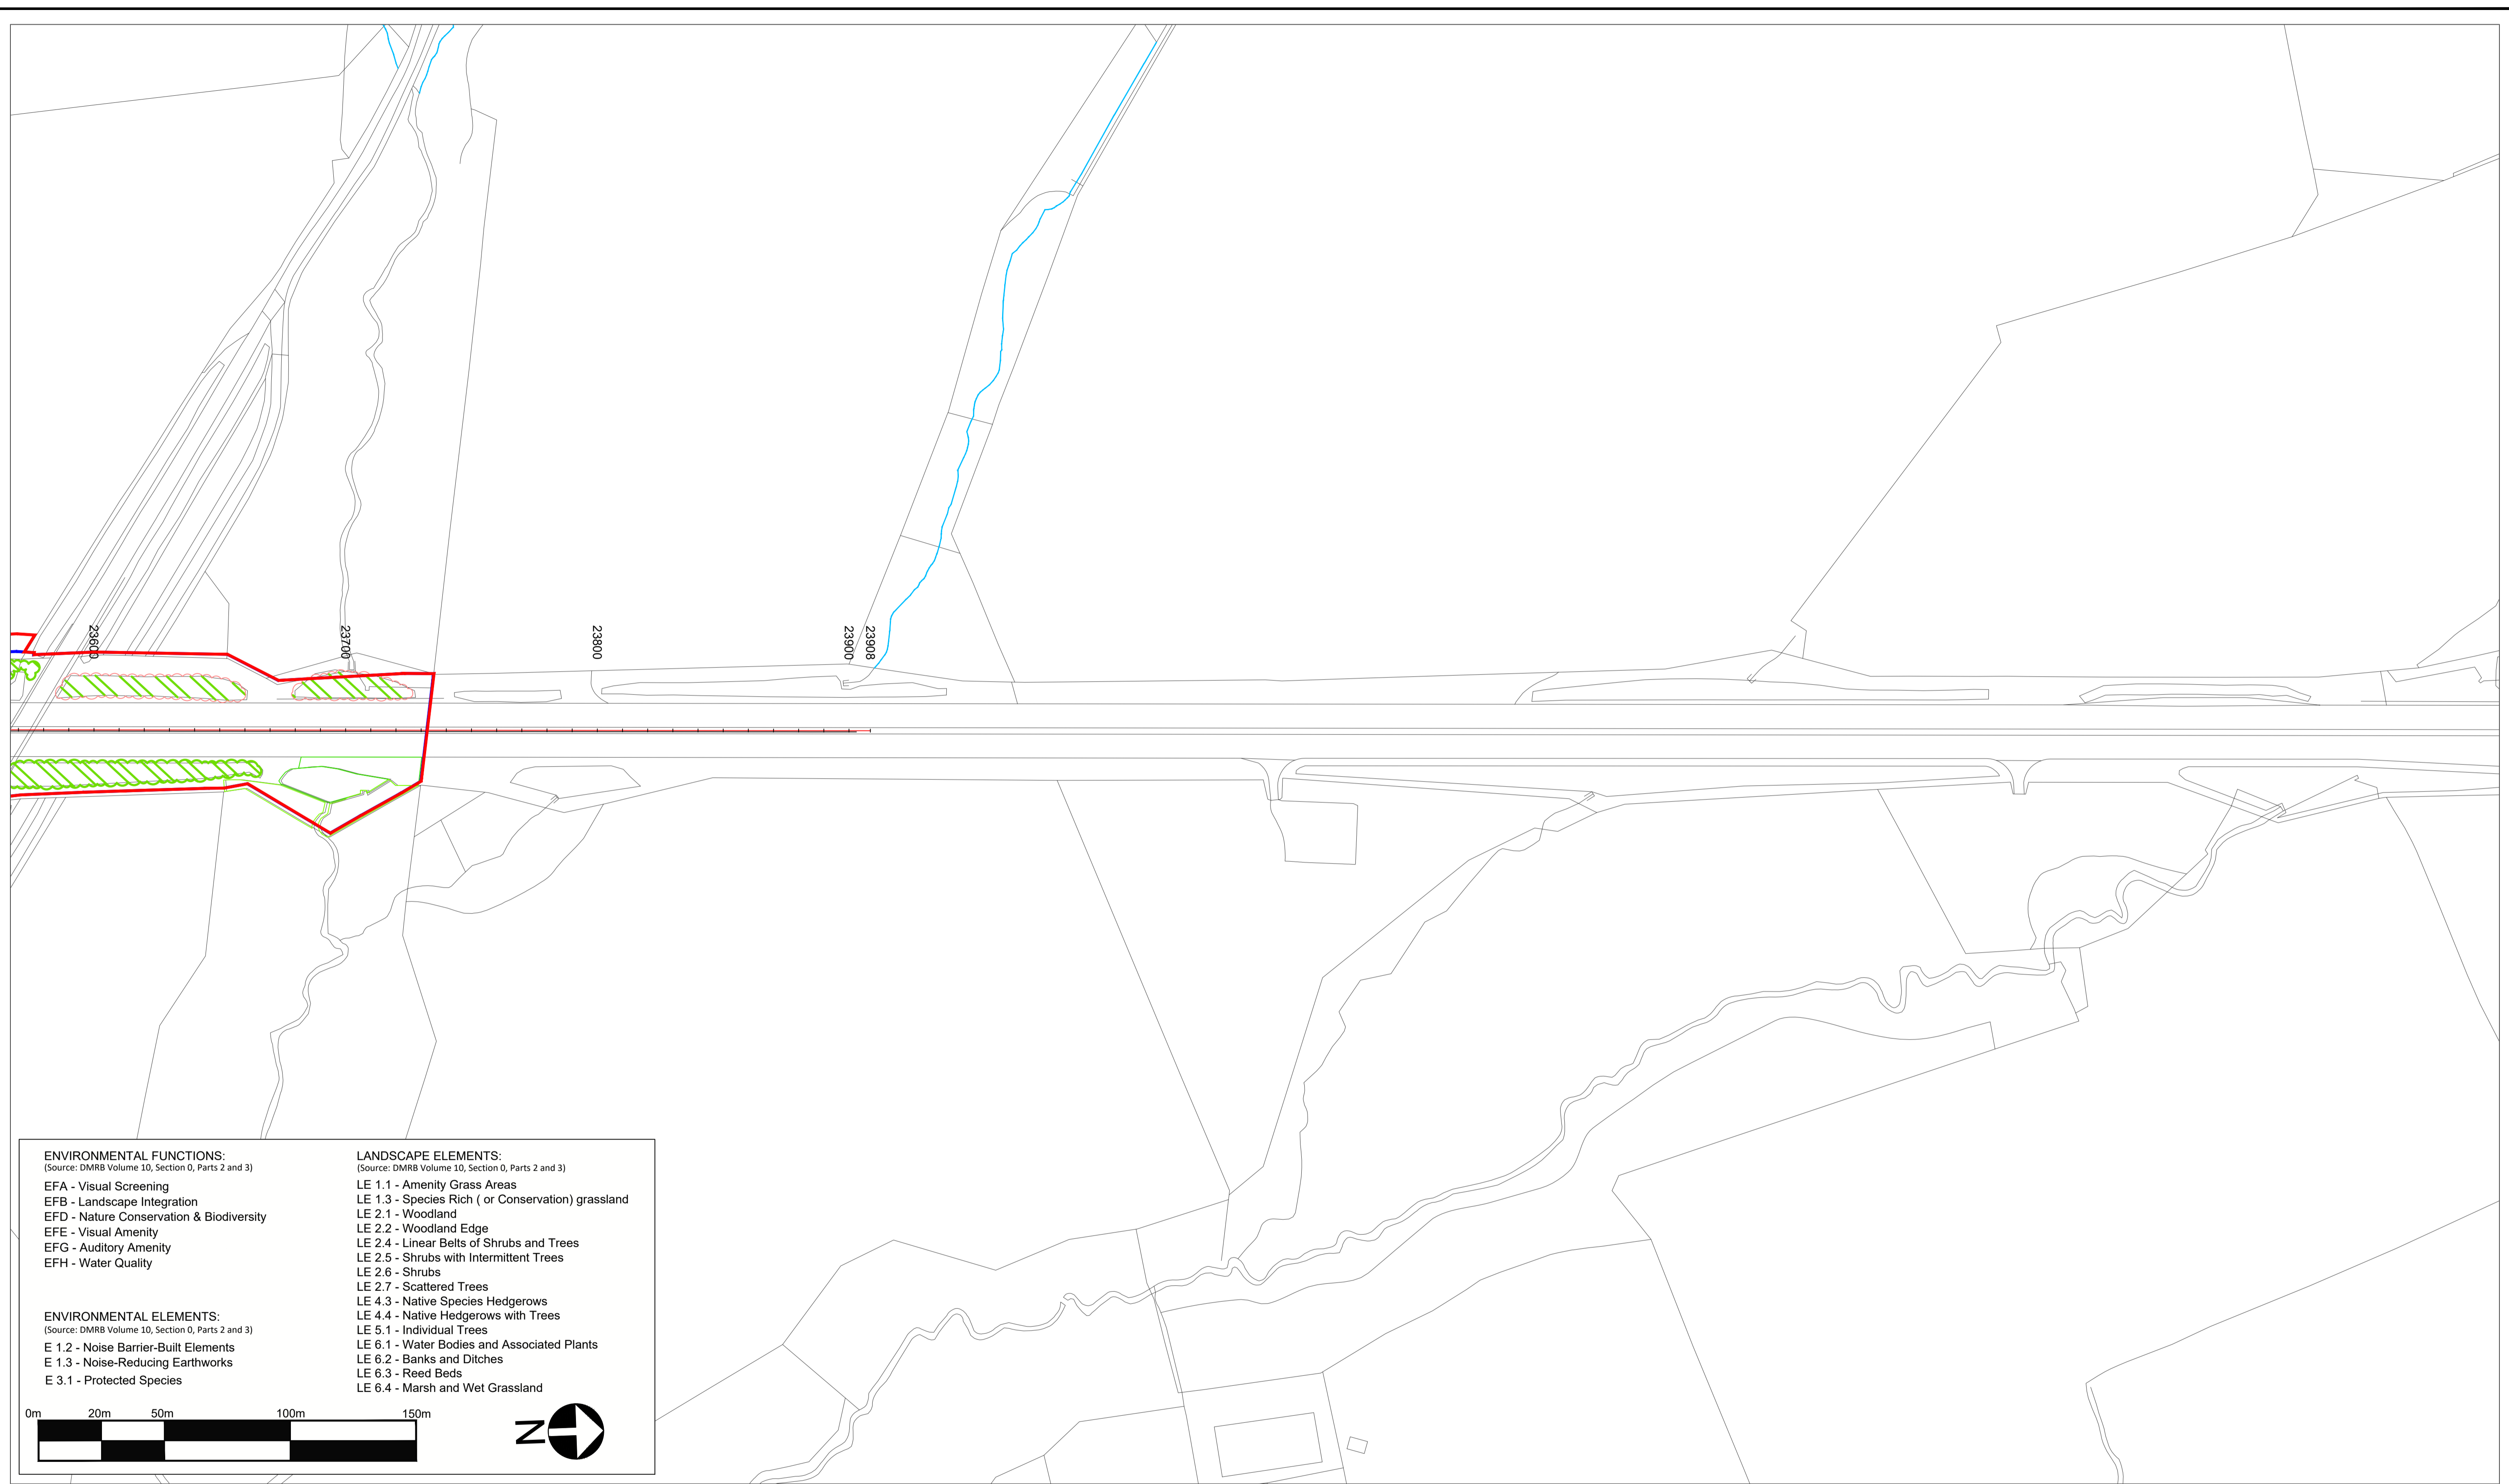 23600
23700
23800
23900
23908
ENVIRONMENTAL FUNCTIONS:
(Source: DMRB Volume 10, Section 0, Parts 2 and 3)
EFA - Visual Screening
EFB - Landscape Integration
EFD - Nature Conservation & Biodiversity
EFE - Visual Amenity
EFG - Auditory Amenity
EFH - Water Quality
ENVIRONMENTAL ELEMENTS:
(Source: DMRB Volume 10, Section 0, Parts 2 and 3)
E 1.2 - Noise Barrier-Built Elements
E 1.3 - Noise-Reducing Earthworks
E 3.1 - Protected Species
LANDSCAPE ELEMENTS:
(Source: DMRB Volume 10, Section 0, Parts 2 and 3)
LE 1.1 - Amenity Grass Areas
LE 1.3 - Species Rich ( or Conservation) grassland
LE 2.1 - Woodland
LE 2.2 - Woodland Edge
LE 2.4 - Linear Belts of Shrubs and Trees
LE 2.5 - Shrubs with Intermittent Trees
LE 2.6 - Shrubs
LE 2.7 - Scattered Trees
LE 4.3 - Native Species Hedgerows
LE 4.4 - Native Hedgerows with Trees
LE 5.1 - Individual Trees
LE 6.1 - Water Bodies and Associated Plants
LE 6.2 - Banks and Ditches
LE 6.3 - Reed Beds
LE 6.4 - Marsh and Wet Grassland
0m 20m 50m 100m 150m
N